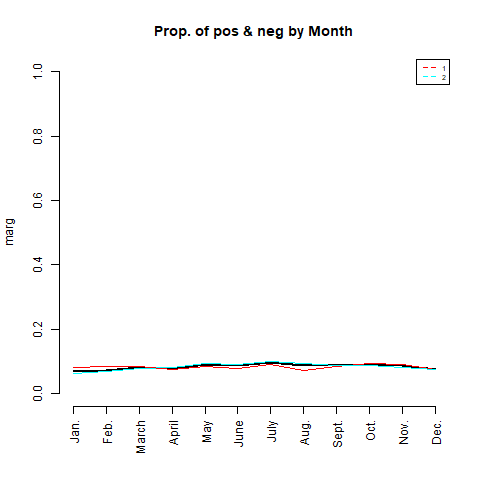 Prop. of pos & neg by Month
1
2
1.0
0.8
0.6
0.4
0.2
0.0
marg
Jan.
Feb.
March
April
May
June
July
Aug.
Sept.
Oct.
Nov.
Dec.